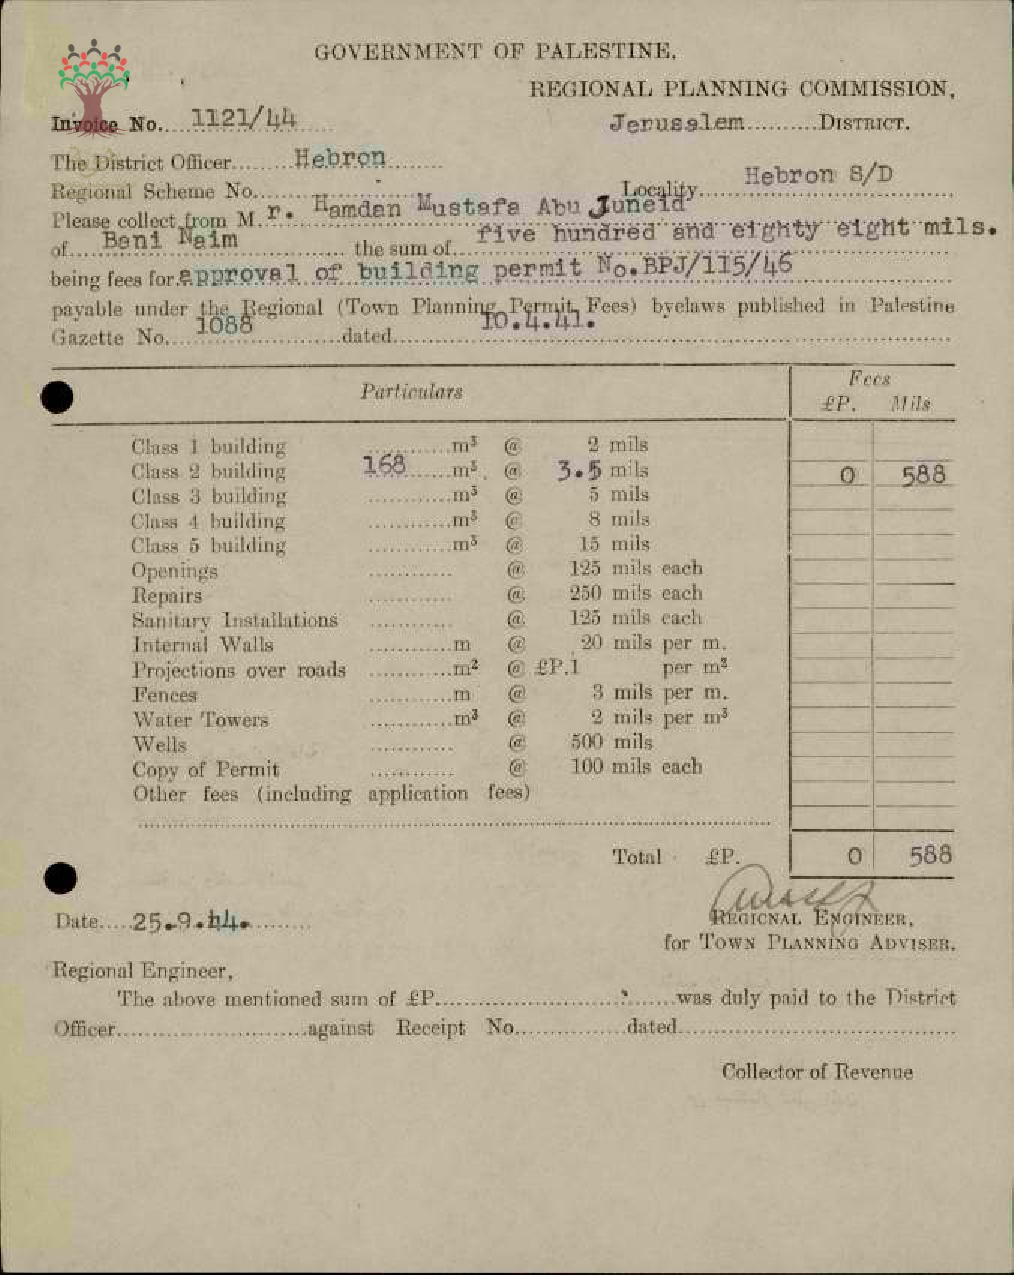 GOVERNMENT OF PALESTINE.
REGIONAL PLANNING COMMISSION,
Invoice No....1121/44......
Jerusalem..........DISTRICT.
The District Officer........Hebron.......
Regional Scheme No.................... Locality....Hebron S/D....
Please collect from Mr. Hamdan Mustafa Abu Juneid
of....Beni Naim.......... the sum of...five hundred and eighty eight mils.
being fees for approval of building permit No.BPJ/115/46
payable under the Regional (Town Planning Permit Fees) byelaws published in Palestine
Gazette No....1088..........dated........10.4.41.........
Particulars Fees
£P. Mils
Class 1 building ............m³ @ 2 mils
Class 2 building 168......m³ @ 3.5 mils 0 588
Class 3 building ............m³ @ 5 mils
Class 4 building ............m³ @ 8 mils
Class 5 building ............m³ @ 15 mils
Openings ............ @ 125 mils each
Repairs ............ @ 250 mils each
Sanitary Installations ............ @ 125 mils each
Internal Walls ............m @ 20 mils per m.
Projections over roads ............m² @ £P.1 per m²
Fences ............m @ 3 mils per m.
Water Towers ............m³ @ 2 mils per m³
Wells ............ @ 500 mils
Copy of Permit ............ @ 100 mils each
Other fees (including application fees)
Total £P. 0 588
Date.....25.9.44...........
REGIONAL ENGINEER,
for TOWN PLANNING ADVISER.
Regional Engineer,
The above mentioned sum of £P..............................was duly paid to the District
Officer...........................against Receipt No................dated........................................
Collector of Revenue